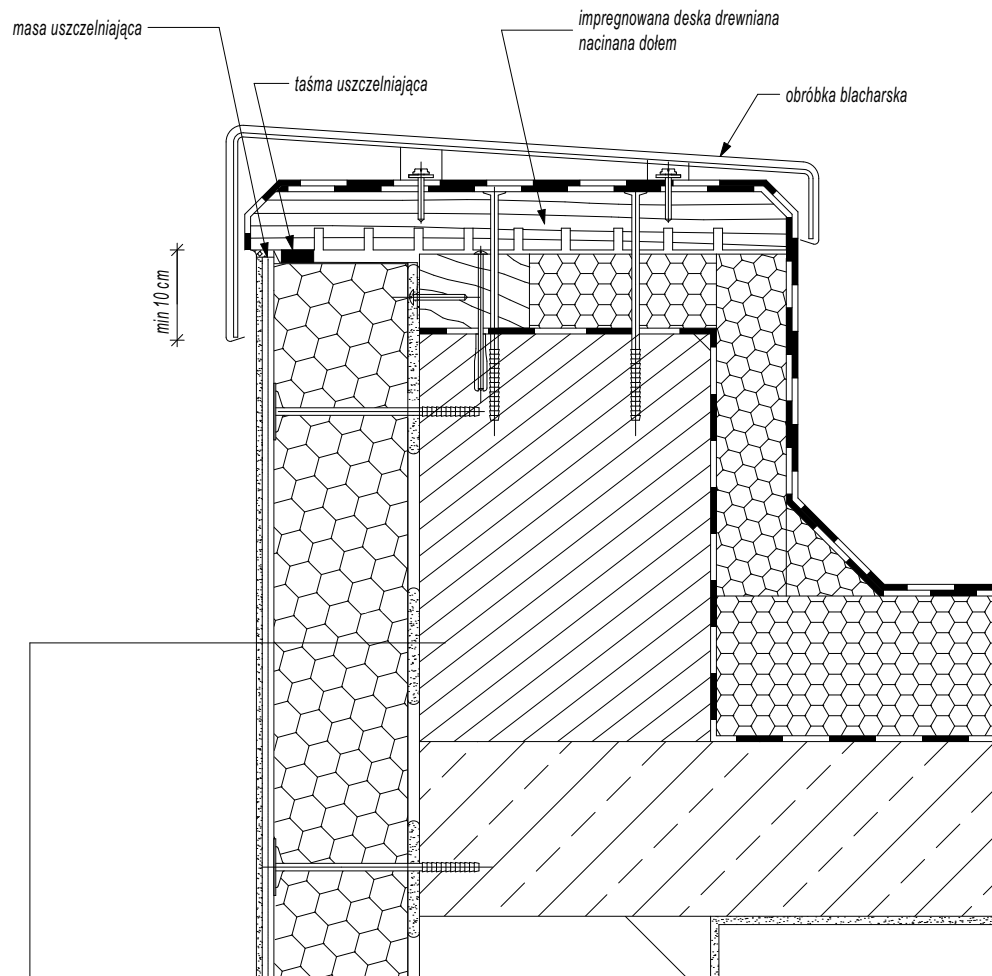 masa uszczelniająca
impregnowana deska drewniana
nacinana dołem
taśma uszczelniająca
obróbka blacharska
min 10 cm